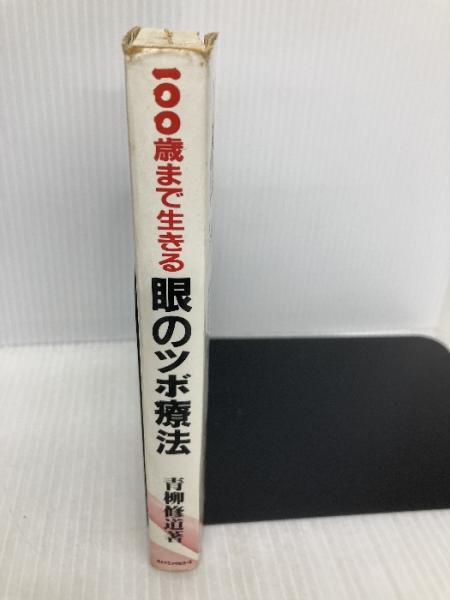 一〇〇歳まで生きる
眼のツボ療法
青柳修道著